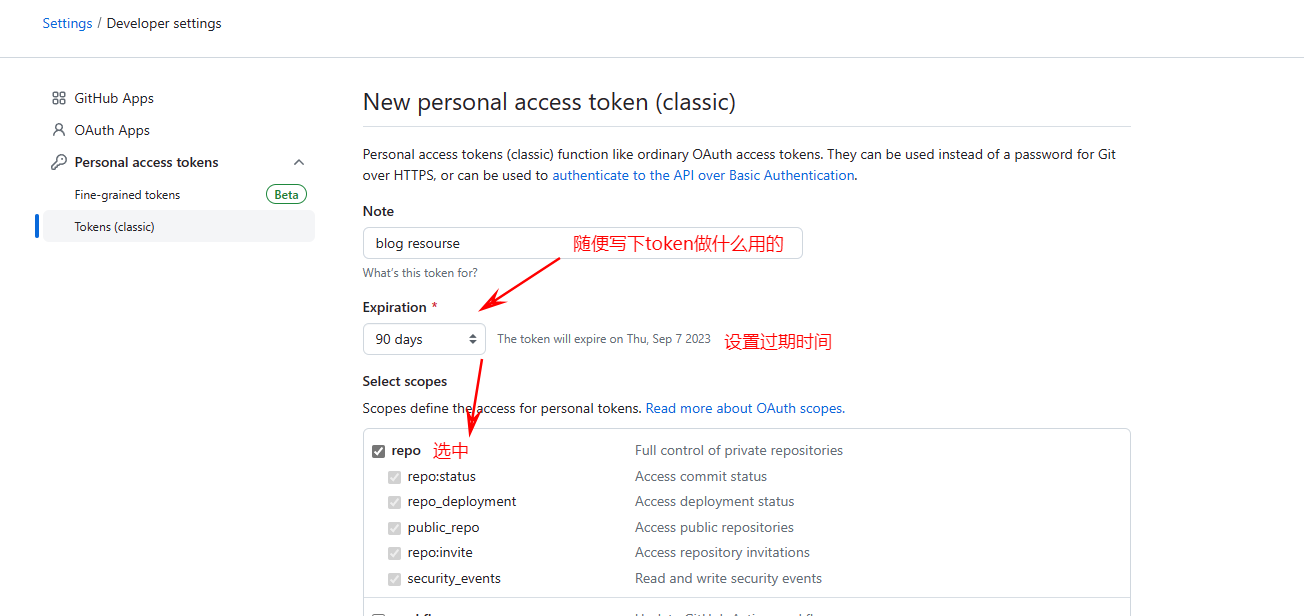 Settings / Developer settings
GitHub Apps
OAuth Apps
Personal access tokens
Fine-grained tokens Beta
Tokens (classic)
New personal access token (classic)
Personal access tokens (classic) function like ordinary OAuth access tokens. They can be used instead of a password for Git
over HTTPS, or can be used to authenticate to the API over Basic Authentication.
Note
blog resourse 随便写下token做什么用的
What's this token for?
Expiration *
90 days The token will expire on Thu, Sep 7 2023 设置过期时间
Select scopes
Scopes define the access for personal tokens. Read more about OAuth scopes.
repo 选中 Full control of private repositories
repo:status Access commit status
repo_deployment Access deployment status
public_repo Access public repositories
repo:invite Access repository invitations
security_events Read and write security events